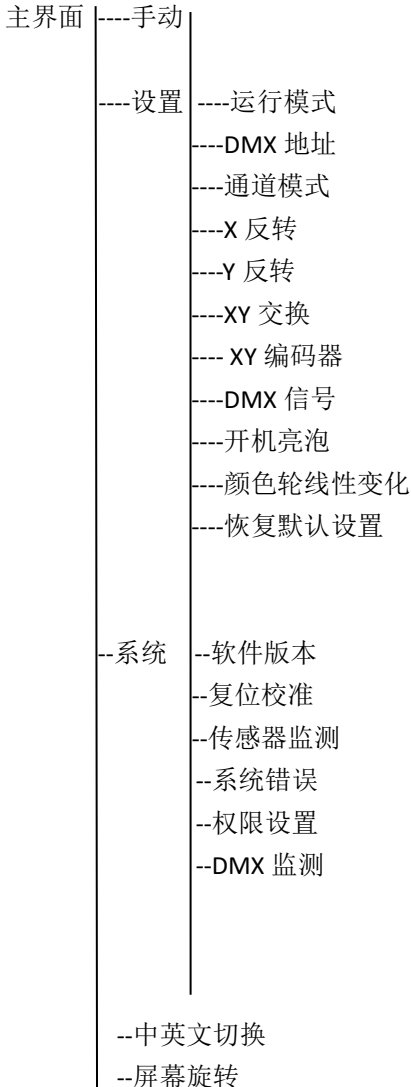 主界面 ----手动
----设置 ----运行模式
----DMX 地址
----通道模式
----X 反转
----Y 反转
----XY 交换
---- XY 编码器
----DMX 信号
----开机亮泡
----颜色轮线性变化
----恢复默认设置
--系统 --软件版本
--复位校准
--传感器监测
--系统错误
--权限设置
--DMX 监测
--中英文切换
--屏幕旋转